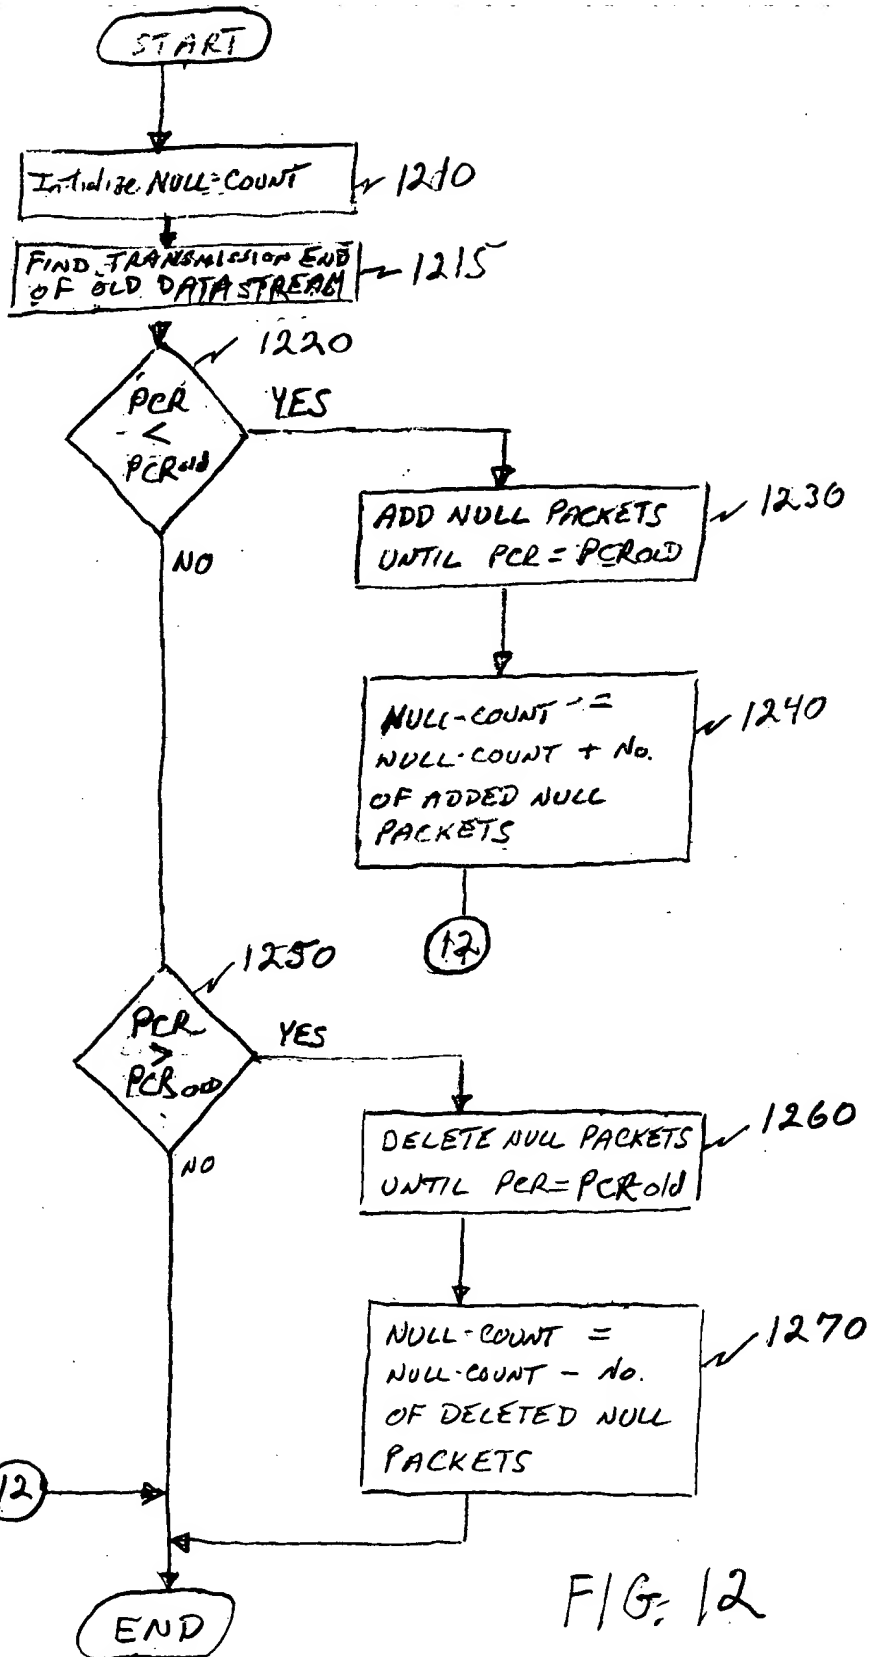 START
Initialize NULL-COUNT
1210
FIND TRANSMISSION END
OF OLD DATA STREAM
1215
1220
PCR
<
PCRold
YES
NO
ADD NULL PACKETS
UNTIL PCR = PCROLD
1230
NULL-COUNT =
NULL-COUNT + No.
OF ADDED NULL
PACKETS
1240
12
1250
PCR
>
PCROLD
YES
NO
DELETE NULL PACKETS
UNTIL PCR = PCR old
1260
NULL-COUNT =
NULL-COUNT - No.
OF DELETED NULL
PACKETS
1270
12
END
FIG. 12